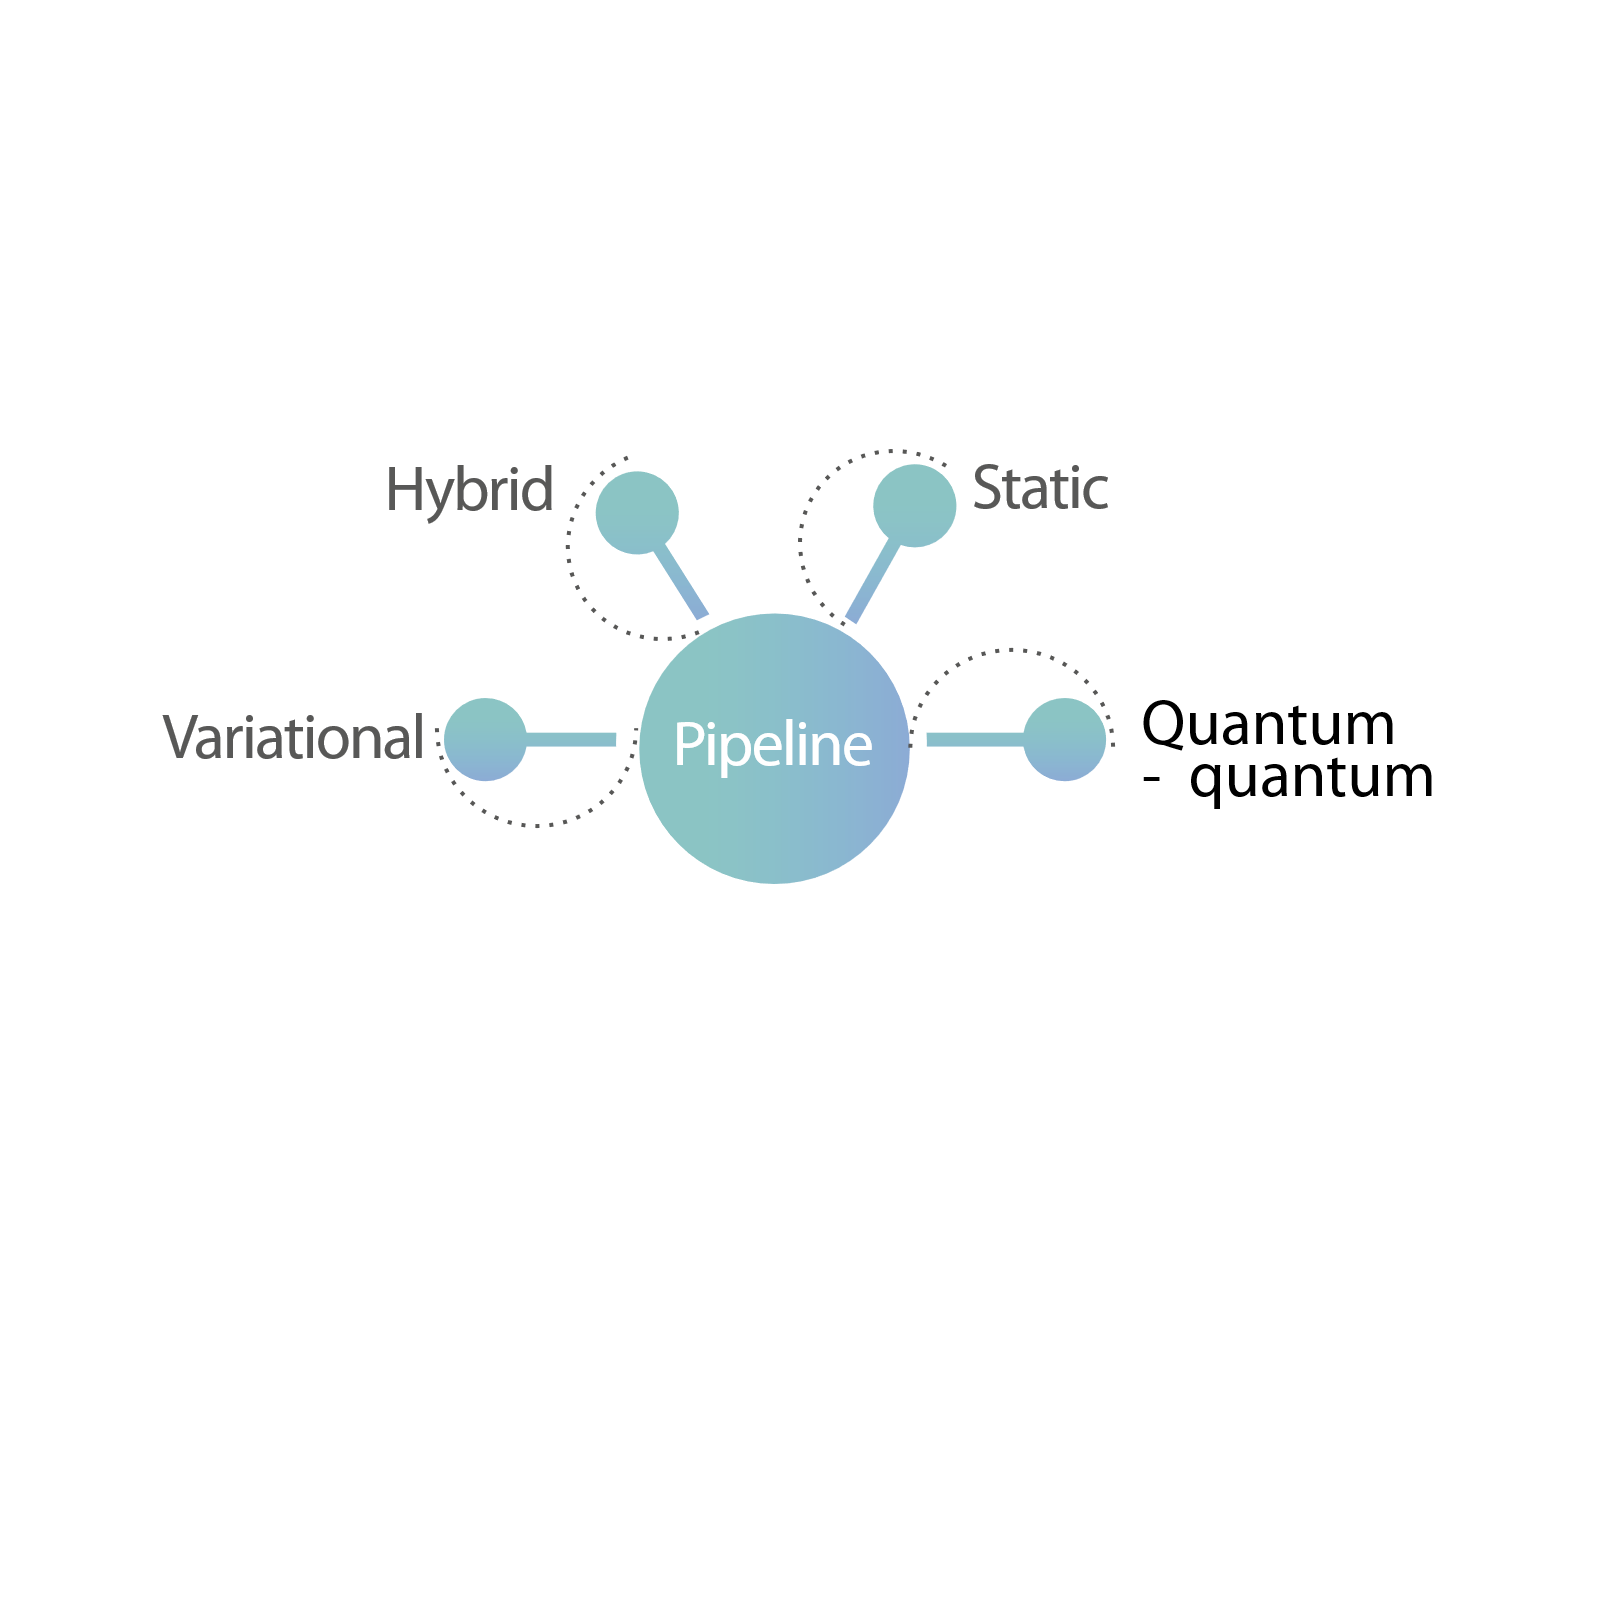 Hybrid
Static
Variational
Pipeline
Quantum
- quantum